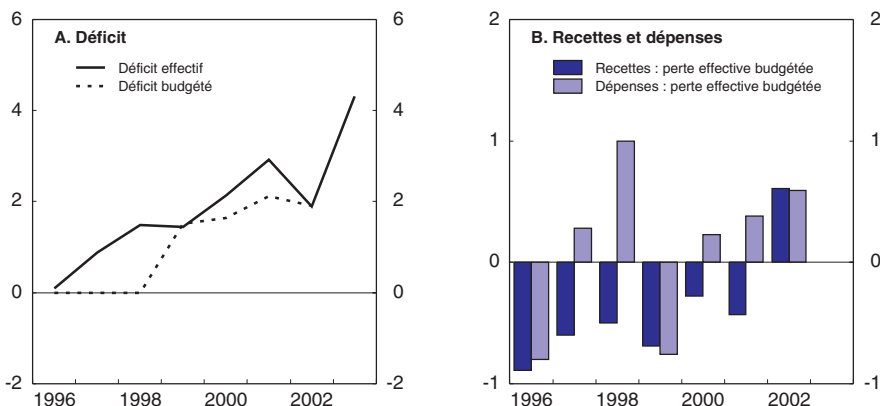 A. Déficit
Déficit effectif
Déficit budgété
6 6
4 4
2 2
0 0
-2 -2
1996 1998 2000 2002
B. Recettes et dépenses
Recettes : perte effective budgétée
Dépenses : perte effective budgétée
2 2
1 1
0 0
-1 -1
1996 1998 2000 2002